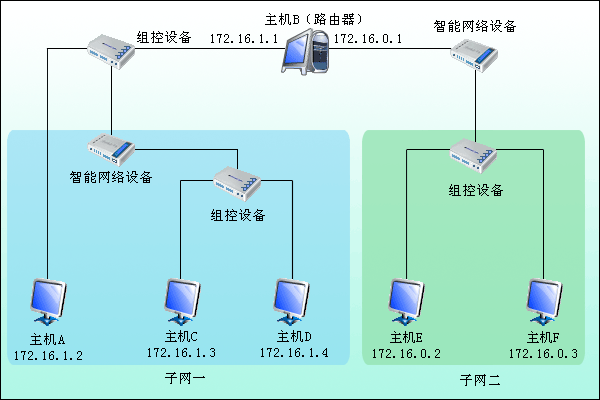 主机B（路由器）
组控设备
172.16.1.1
172.16.0.1
智能网络设备
智能网络设备
组控设备
组控设备
主机A
172.16.1.2
主机C
172.16.1.3
主机D
172.16.1.4
主机E
172.16.0.2
主机F
172.16.0.3
子网一
子网二